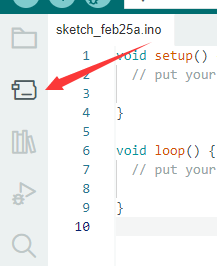 sketch_feb25a.ino
1 void setup()
2 // put your
3
4 }
5
6 void loop() {
7 // put your
8
9 }
10